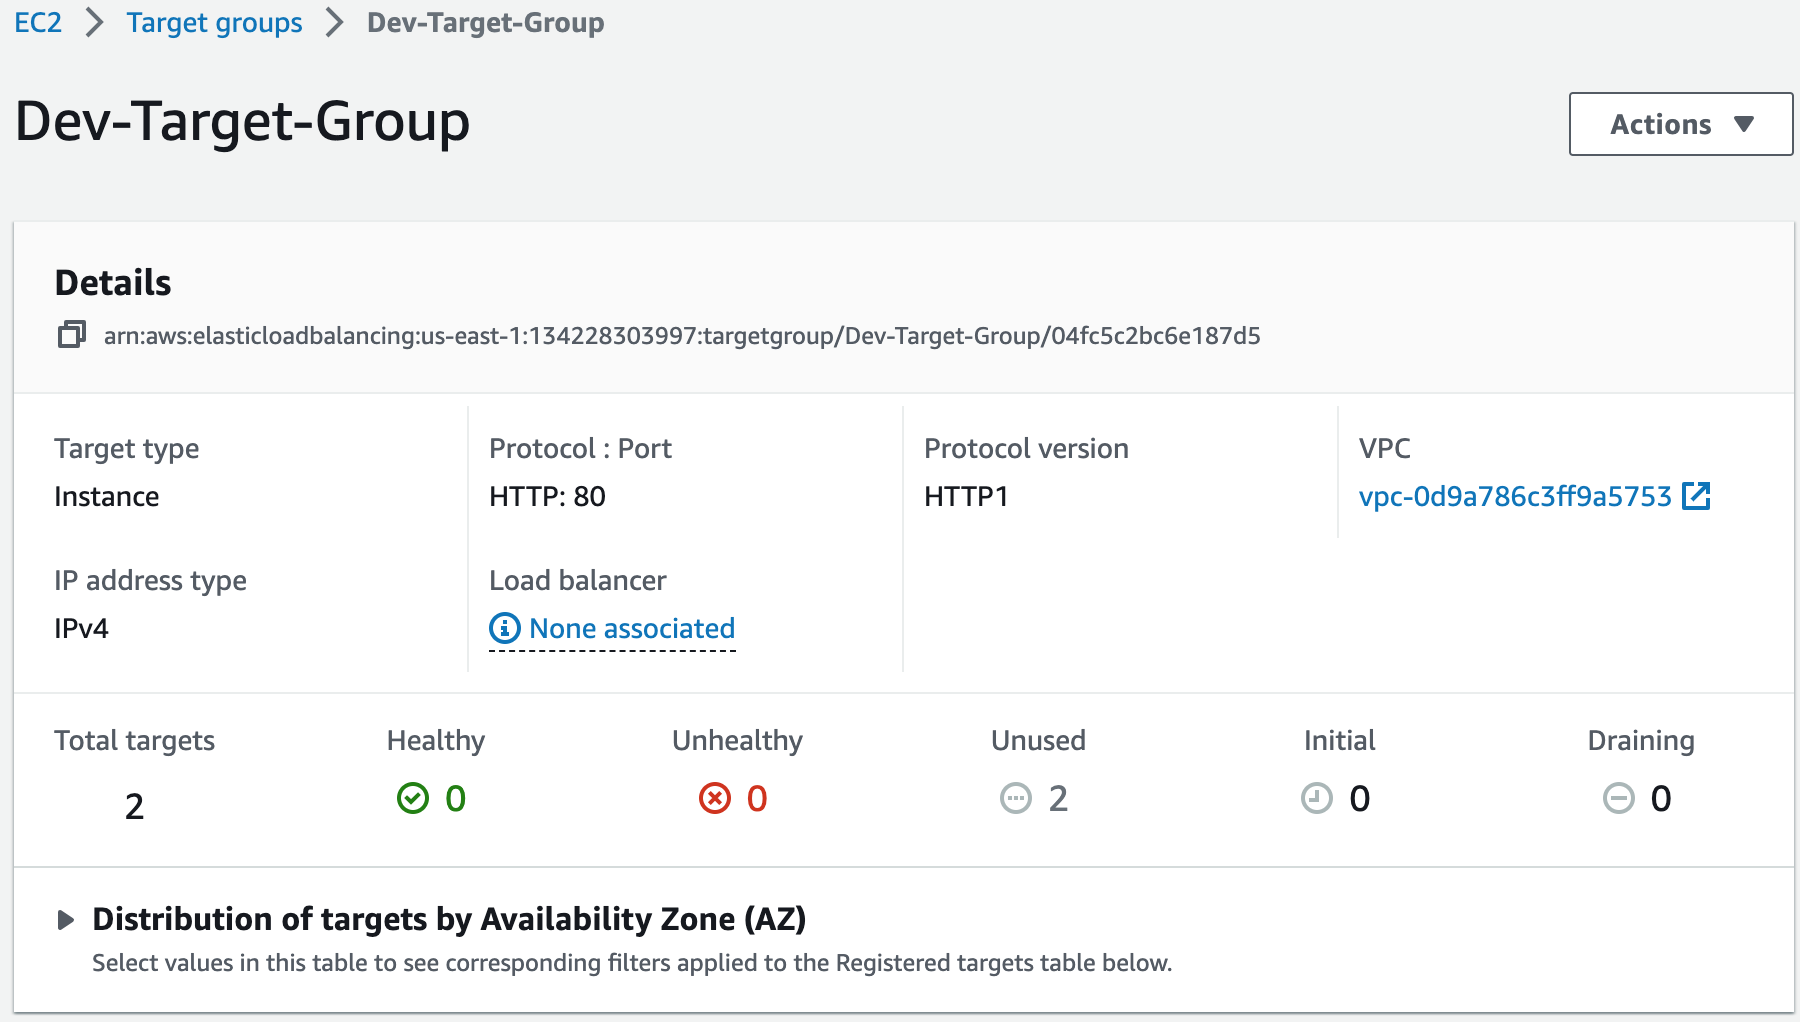 EC2 Target groups Dev-Target-Group
Dev-Target-Group
Actions
Details
arn:aws:elasticloadbalancing:us-east-1:134228303997:targetgroup/Dev-Target-Group/04fc5c2bc6e187d5
Target type
Instance
Protocol : Port
HTTP: 80
Protocol version
HTTP1
VPC
vpc-0d9a786c3ff9a5753
IP address type
IPv4
Load balancer
None associated
Total targets
2
Healthy
0
Unhealthy
0
Unused
2
Initial
0
Draining
0
Distribution of targets by Availability Zone (AZ)
Select values in this table to see corresponding filters applied to the Registered targets table below.